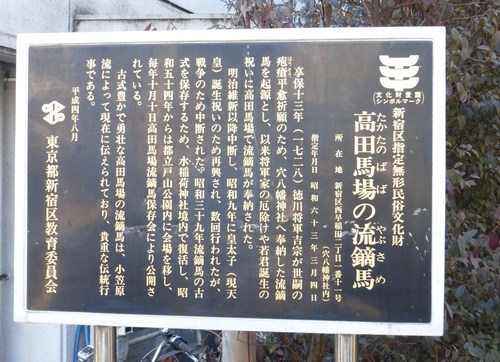 文化財愛護
シンボルマーク
新宿区指定無形民俗文化財
高田馬場の流鏑馬
たかたのばば やぶさめ
所在地 新宿区西早稲田二丁目一番十一号
(穴八幡神社内)
指定年月日 昭和六十三年三月四日
享保十三年(一七二八)徳川将軍吉宗が世嗣の
疱瘡平癒祈願のため、穴八幡神社へ奉納した流鏑
馬を起源とし、以来将軍家の厄除けや若君誕生の
祝いに高田馬場で流鏑馬が奉納された。
明治維新以降中断し、昭和九年に皇太子(現天
皇)誕生祝いのため再興され、数回行われたが、
戦争のため中断された。昭和三十九年流鏑馬の古
式を保存するため、水稲荷神社境内で復活し、昭
和五十四年からは都立戸山公園内に会場を移し、
毎年十月十日高田馬場流鏑馬保存会により公開さ
れている。
古式豊かで勇壮な高田馬場の流鏑馬は、小笠原
流によって現在に伝えられており、貴重な伝統行
事である。
平成四年八月
東京都新宿区教育委員会